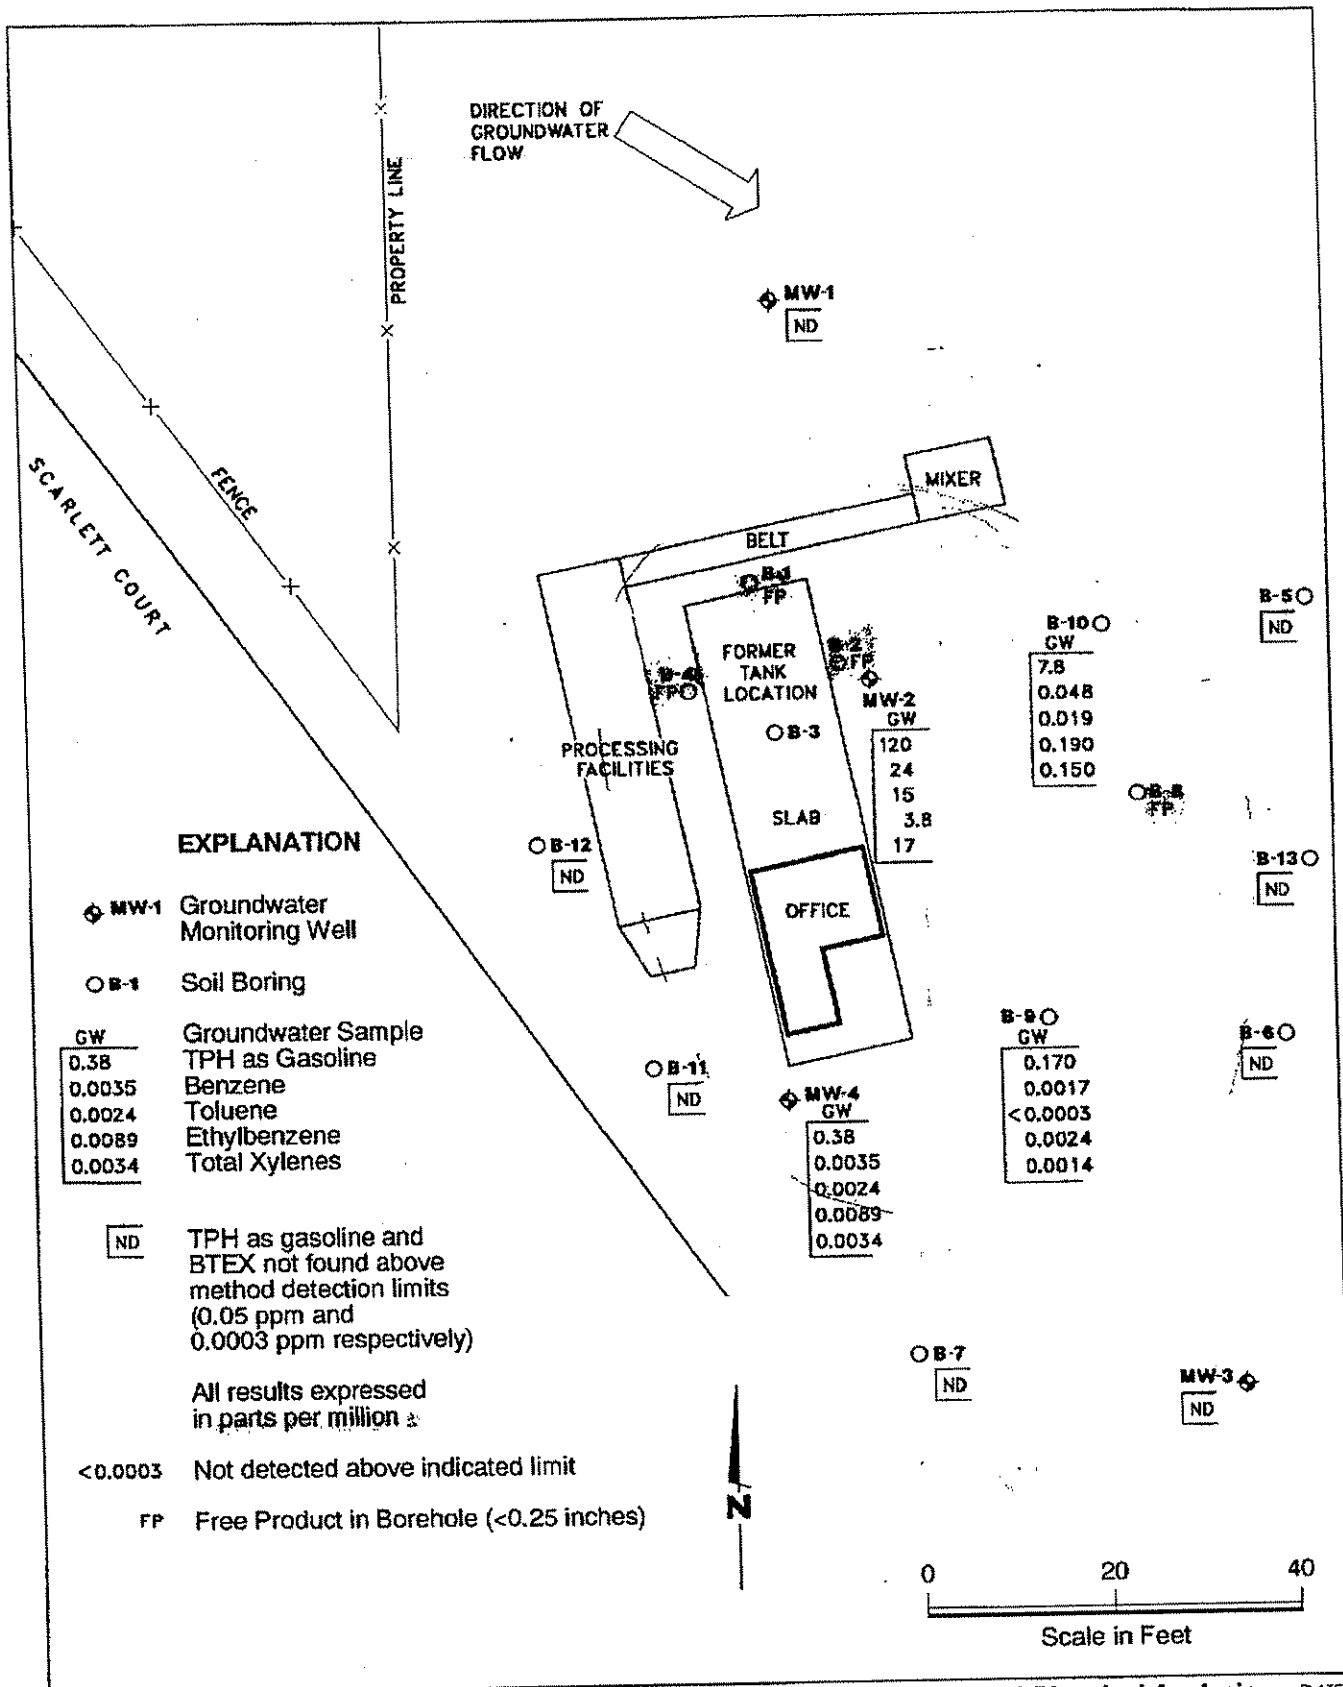 DIRECTION OF
GROUNDWATER
FLOW
PROPERTY LINE
MW-1
ND
SCARLETT COURT
FENCE
MIXER
BELT
B-1
FP
B-5
ND
B-10
GW
7.8
0.048
0.019
0.190
0.150
FORMER
TANK
LOCATION
B-2
FP
B-4
FP
MW-2
GW
120
24
15
3.8
17
B-3
PROCESSING
FACILITIES
SLAB
B-8
FP
B-12
ND
B-13
ND
OFFICE
EXPLANATION
MW-1 Groundwater
Monitoring Well
B-1 Soil Boring
GW Groundwater Sample
0.38 TPH as Gasoline
0.0035 Benzene
0.0024 Toluene
0.0089 Ethylbenzene
0.0034 Total Xylenes
ND TPH as gasoline and
BTEX not found above
method detection limits
(0.05 ppm and
0.0003 ppm respectively)
All results expressed
in parts per million
<0.0003 Not detected above indicated limit
FP Free Product in Borehole (<0.25 inches)
B-9
GW
0.170
0.0017
<0.0003
0.0024
0.0014
B-6
ND
B-11
ND
MW-4
GW
0.38
0.0035
0.0024
0.0089
0.0034
B-7
ND
MW-3
ND
N
0 20 40
Scale in Feet